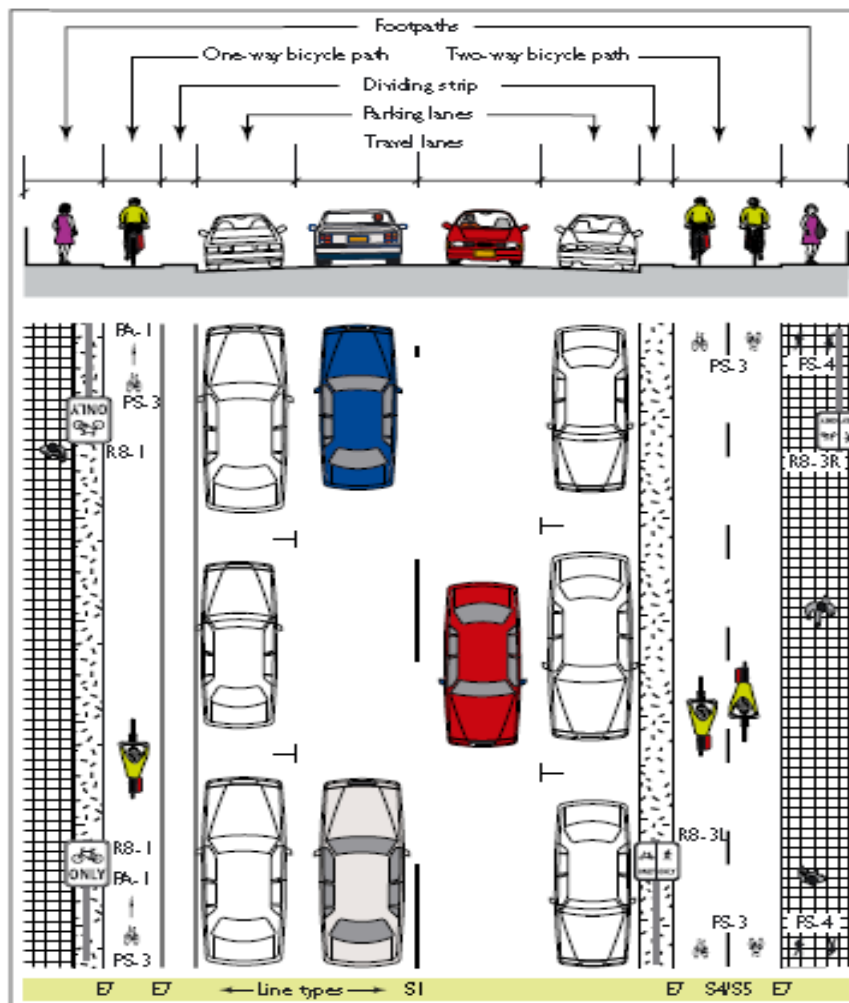 Footpaths
One-way bicycle path Two-way bicycle path
Dividing strip
Parking lanes
Travel lanes
PA-1
PS-3
PS-3 PS-4
ONLY
R8-1
R8-3R
R8-1
ONLY
PA-1
PS-3
R8-3L
PS-3 PS-4
E7 E7 Line types S1 E7 S4/S5 E7